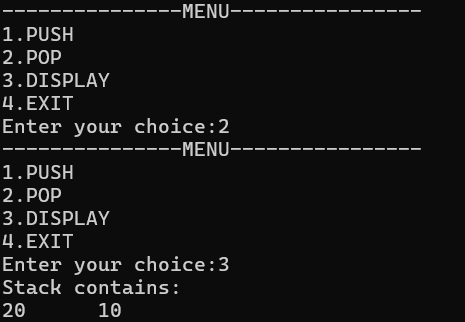 ---------------MENU----------------
1.PUSH
2.POP
3.DISPLAY
4.EXIT
Enter your choice:2
---------------MENU----------------
1.PUSH
2.POP
3.DISPLAY
4.EXIT
Enter your choice:3
Stack contains:
20      10